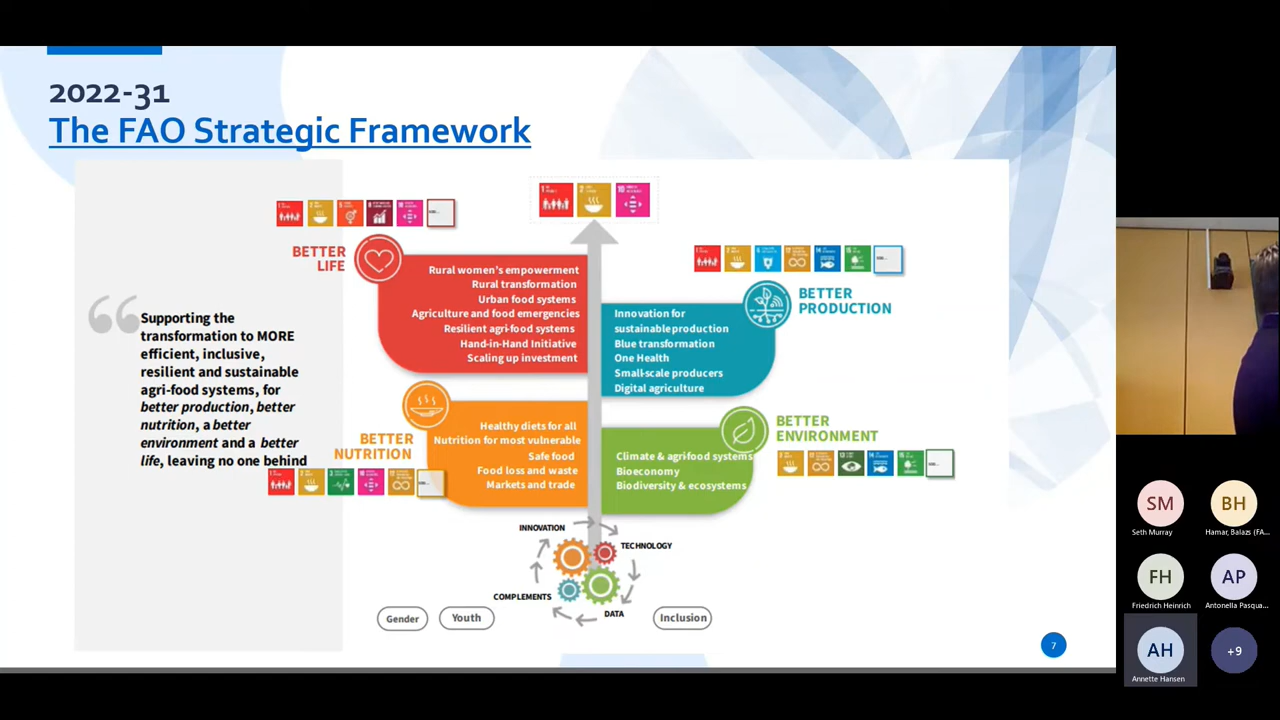 2022-31
The FAO Strategic Framework
BETTER
LIFE
Rural women's empowerment
Rural transformation
Urban food systems
Agriculture and food emergencies
Resilient agri-food systems
Hand-in-Hand Initiative
Scaling up investment
BETTER
PRODUCTION
Innovation for
sustainable production
Blue transformation
One Health
Small-scale producers
Digital agriculture
Supporting the
transformation to MORE
efficient, inclusive,
resilient and sustainable
agri-food systems, for
better production, better
nutrition, a better
environment and a better
life, leaving no one behind
BETTER
NUTRITION
Healthy diets for all
Nutrition for most vulnerable
Safe food
Food loss and waste
Markets and trade
BETTER
ENVIRONMENT
Climate & agrifood systems
Bioeconomy
Biodiversity & ecosystems
INNOVATION
TECHNOLOGY
COMPLEMENTS
DATA
Gender
Youth
Inclusion
7
SM
Seth Murray
BH
Hamar, Balazs (FA...
FH
Friedrich Heinrich
AP
Antonella Pasqua...
AH
Annette Hansen
+9